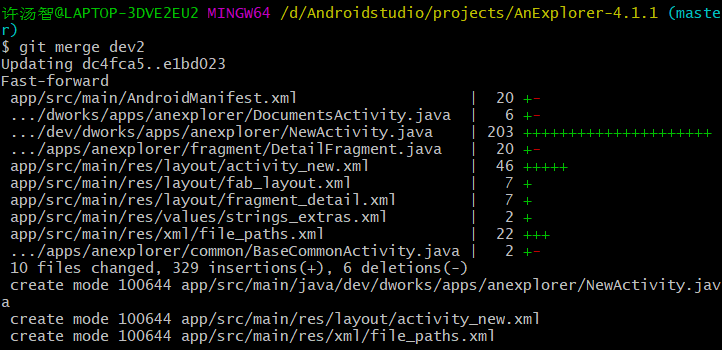 许汤智@LAPTOP-3DVE2EU2 MINGW64 /d/Androidstudio/projects/AnExplorer-4.1.1 (maste
r)
$ git merge dev2
Updating dc4fca5..e1bd023
Fast-forward
 app/src/main/AndroidManifest.xml                   |  20 +-
 .../dworks/apps/anexplorer/DocumentsActivity.java  |   6 +-
 .../dev/dworks/apps/anexplorer/NewActivity.java    | 203 +++++++++++++++++++++
 .../apps/anexplorer/fragment/DetailFragment.java   |  20 +-
 app/src/main/res/layout/activity_new.xml           |  46 +++++
 app/src/main/res/layout/fab_layout.xml             |   7 +
 app/src/main/res/layout/fragment_detail.xml        |   7 +
 app/src/main/res/values/strings_extras.xml         |   2 +
 app/src/main/res/xml/file_paths.xml                |  22 +++
 .../apps/anexplorer/common/BaseCommonActivity.java |   2 +-
 10 files changed, 329 insertions(+), 6 deletions(-)
 create mode 100644 app/src/main/java/dev/dworks/apps/anexplorer/NewActivity.jav
a
 create mode 100644 app/src/main/res/layout/activity_new.xml
 create mode 100644 app/src/main/res/xml/file_paths.xml